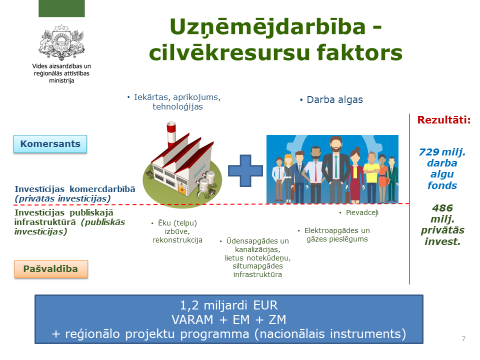 Uzņēmējdarbība -
cilvēkresursu faktors
Vides aizsardzības un
reģionālās attīstības
ministrija
• Iekārtas, aprīkojums,
tehnoloģijas
• Darba algas
Rezultāti:
Komersants
729 milj.
darba
algu
fonds
Investīcijas komercdarbībā
(privātās investīcijas)
486
milj.
privātās
invest.
Investīcijas publiskajā
infrastruktūrā (publiskās
investīcijas)
• Ēku (telpu)
izbūve,
rekonstrukcija
• Ūdensapgādes un
kanalizācijas,
lietus notekūdeņu,
siltumapgādes
infrastruktūra
• Pievadceļi
• Elektroapgādes un
gāzes pieslēgums
Pašvaldība
1,2 miljardi EUR
VARAM + EM + ZM
+ reģionālo projektu programma (nacionālais instruments)
7